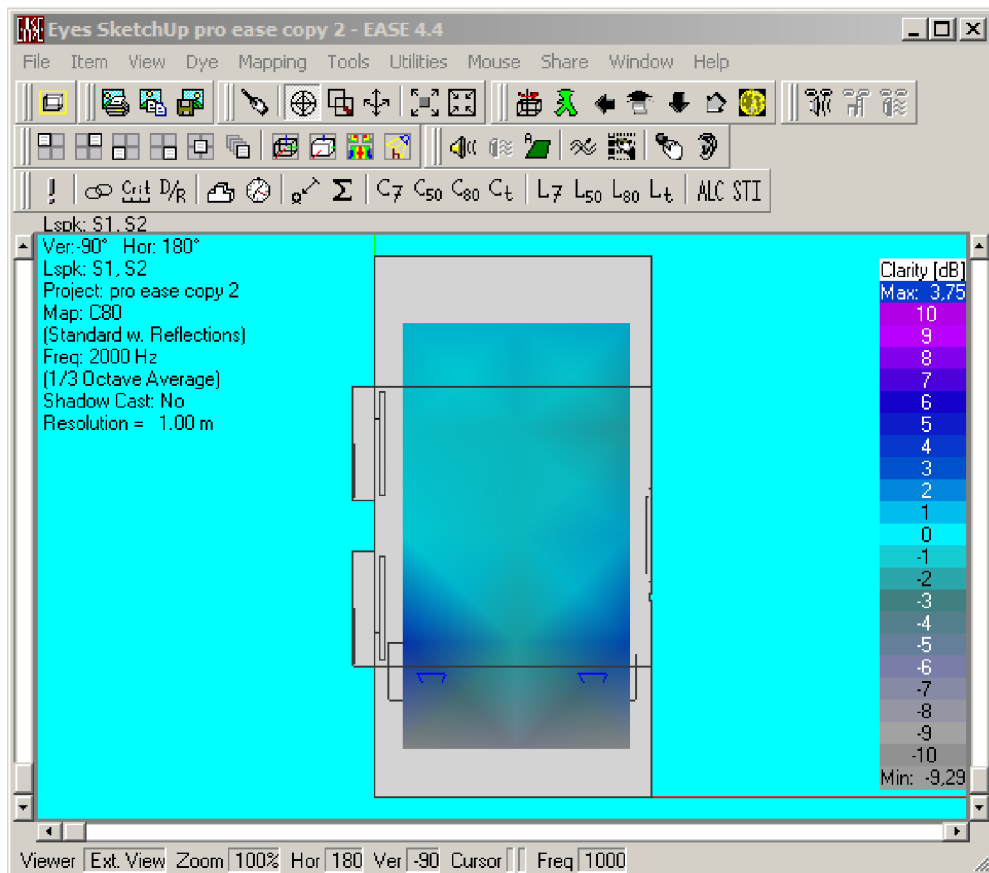 Eyes SketchUp pro ease copy 2 - EASE 4.4
File Item View Dye Mapping Tools Utilities Mouse Share Window Help
! Crit D/R Σ C7 C50 C80 Ct L7 L50 L80 Lt ALC STI
Lspk: S1, S2
Ver:-90° Hor: 180°
Lspk: S1, S2
Project: pro ease copy 2
Map: C80
(Standard w. Reflections)
Freq: 2000 Hz
(1/3 Octave Average)
Shadow Cast: No
Resolution = 1.00 m
Clarity [dB]
Max: 3,75
10
9
8
7
6
5
4
3
2
1
0
-1
-2
-3
-4
-5
-6
-7
-8
-9
-10
Min: -9,29
Viewer Ext. View Zoom 100% Hor 180 Ver -90 Cursor Freq 1000